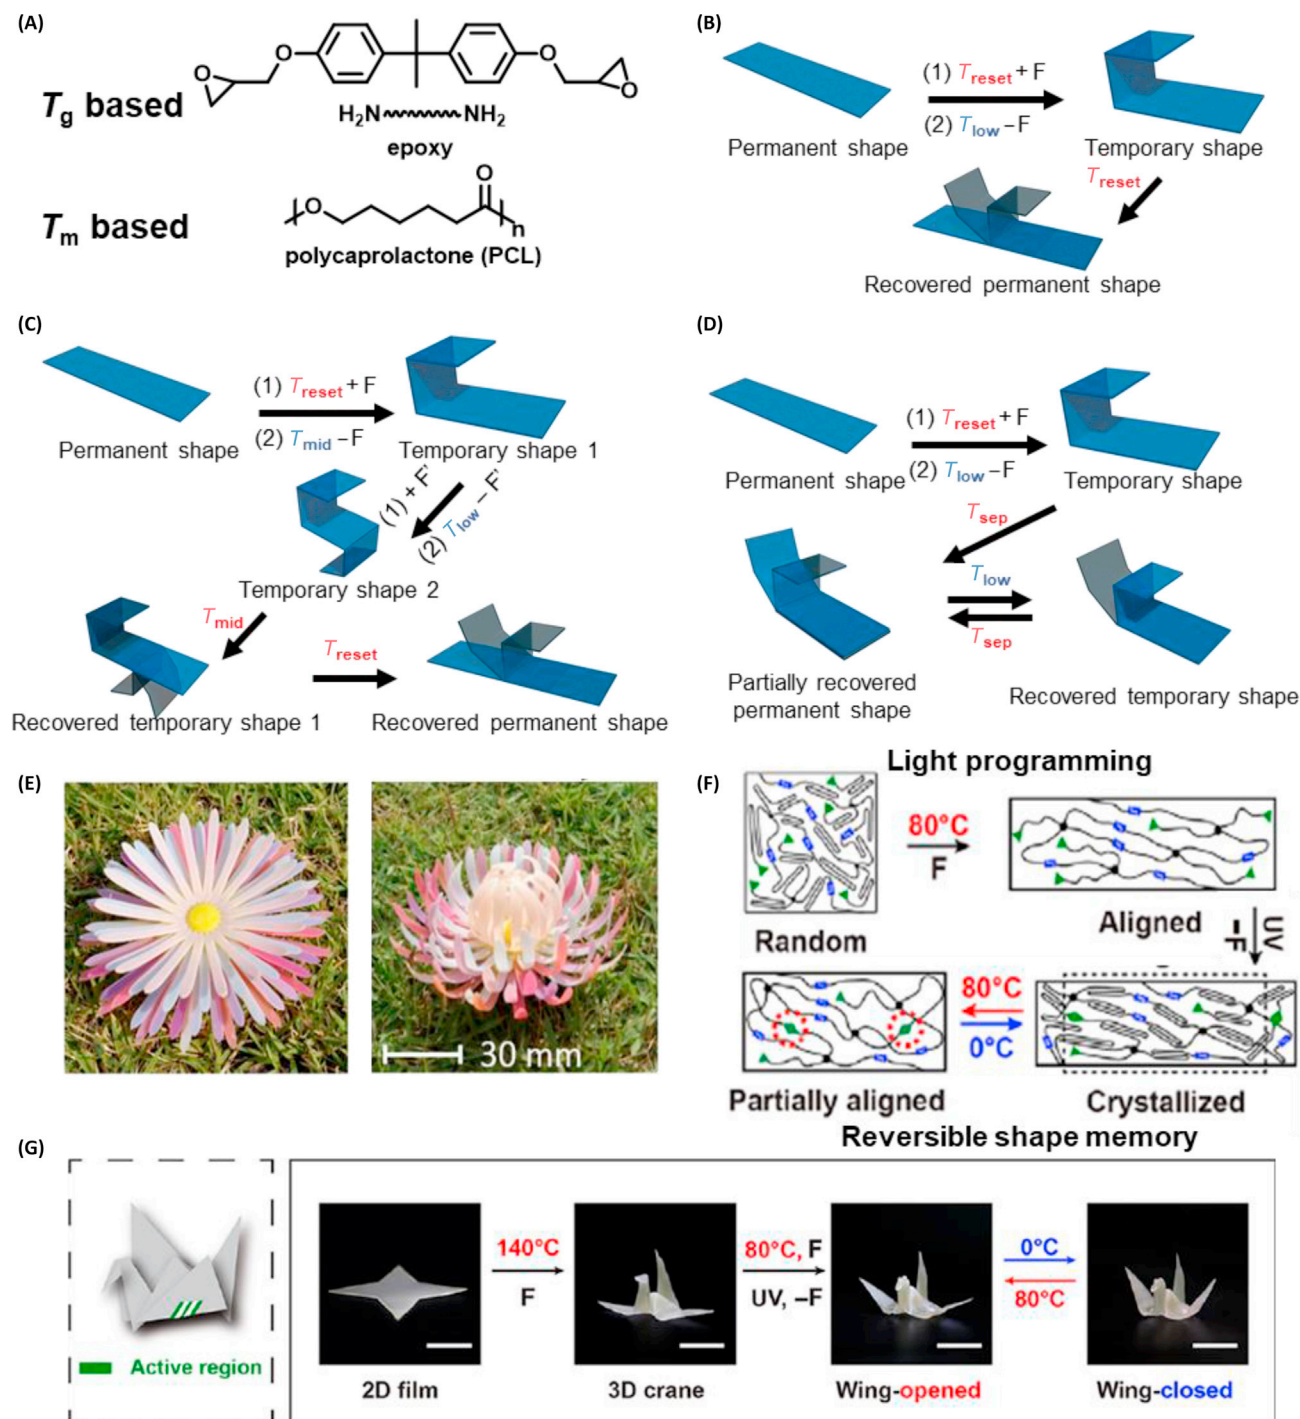 (A)
O
O
O
O
Tg based
H2N NH2
epoxy
O
O
n
Tm based
polycaprolactone (PCL)
(B)
(1) Treset + F
(2) Tlow – F
Permanent shape
Temporary shape
Treset
Recovered permanent shape
(C)
(1) Treset + F
(2) Tmid – F
Permanent shape
Temporary shape 1
(1) + F'
(2) Tlow – F'
Temporary shape 2
Tmid
Treset
Recovered temporary shape 1
Recovered permanent shape
(D)
(1) Treset + F
(2) Tlow – F
Permanent shape
Temporary shape
Tsep
Tlow
Tsep
Partially recovered
permanent shape
Recovered temporary shape
(E)
30 mm
(F)
Light programming
80°C
F
Random
Aligned
UV
–F
80°C
0°C
Partially aligned
Crystallized
Reversible shape memory
(G)
Active region
140°C
F
80°C, F
UV, –F
0°C
80°C
2D film
3D crane
Wing-opened
Wing-closed